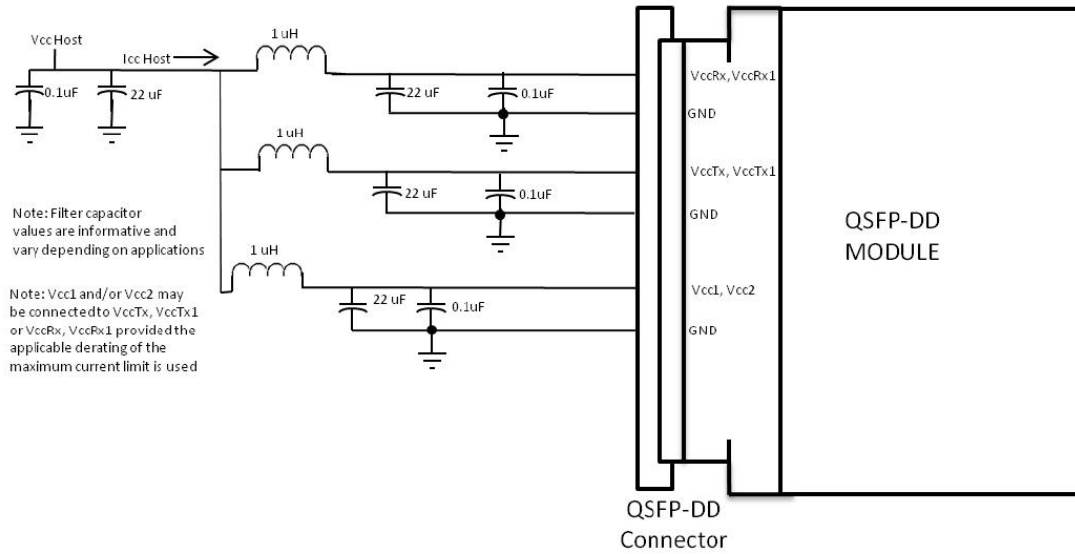 Vcc Host
Icc Host
1 uH
0.1uF
22 uF
22 uF
0.1uF
VccRx, VccRx1
GND
1 uH
22 uF
0.1uF
VccTx, VccTx1
GND
Note: Filter capacitor
values are informative and
vary depending on applications
1 uH
22 uF
0.1uF
Vcc1, Vcc2
GND
Note: Vcc1 and/or Vcc2 may
be connected to VccTx, VccTx1
or VccRx, VccRx1 provided the
applicable derating of the
maximum current limit is used
QSFP-DD
MODULE
QSFP-DD
Connector